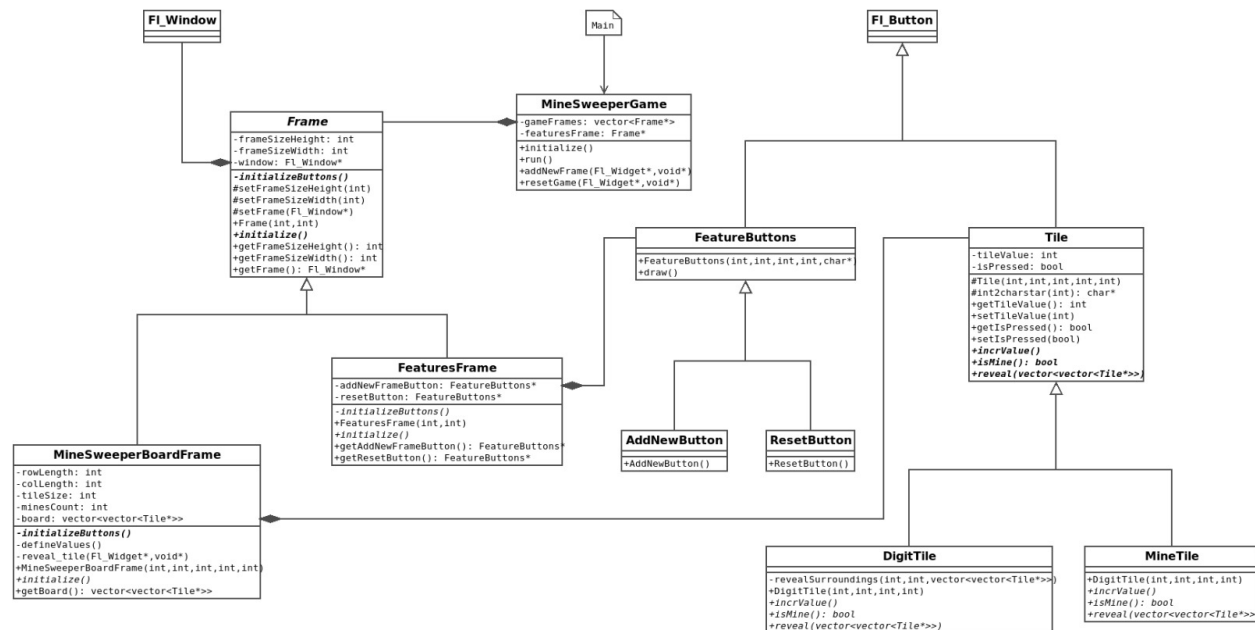 Fl_Window
Main
Fl_Button
MineSweeperGame
-gameFrames: vector<Frame*>
-featuresFrame: Frame*
+initialize()
+run()
+addNewFrame(Fl_Widget*,void*)
+resetGame(Fl_Widget*,void*)
Frame
-frameSizeHeight: int
-frameSizeWidth: int
-window: Fl_Window*
-initializeButtons()
#setFrameSizeHeight(int)
#setFrameSizeWidth(int)
#setFrame(Fl_Window*)
+Frame(int,int)
+initialize()
+getFrameSizeHeight(): int
+getFrameSizeWidth(): int
+getFrame(): Fl_Window*
FeatureButtons
+FeatureButtons(int,int,int,int,char*)
+draw()
Tile
-tileValue: int
-isPressed: bool
#Tile(int,int,int,int,int)
#int2charstar(int): char*
+getTileValue(): int
+setTileValue(int)
+getIsPressed(): bool
+setIsPressed(bool)
+incrValue()
+isMine(): bool
+reveal(vector<vector<Tile*>>)
FeaturesFrame
-addNewFrameButton: FeatureButtons*
-resetButton: FeatureButtons*
-initializeButtons()
+FeaturesFrame(int,int)
+initialize()
+getAddNewFrameButton(): FeatureButtons*
+getResetButton(): FeatureButtons*
AddNewButton
+AddNewButton()
ResetButton
+ResetButton()
MineSweeperBoardFrame
-rowLength: int
-colLength: int
-tileSize: int
-minesCount: int
-board: vector<vector<Tile*>>
-initializeButtons()
-defineValues()
-reveal_tile(Fl_Widget*,void*)
+MineSweeperBoardFrame(int,int,int,int,int)
+initialize()
+getBoard(): vector<vector<Tile*>>
DigitTile
-revealSurroundings(int,int,vector<vector<Tile*>>)
+DigitTile(int,int,int,int)
+incrValue()
+isMine(): bool
+reveal(vector<vector<Tile*>>)
MineTile
+DigitTile(int,int,int,int)
+incrValue()
+isMine(): bool
+reveal(vector<vector<Tile*>>)